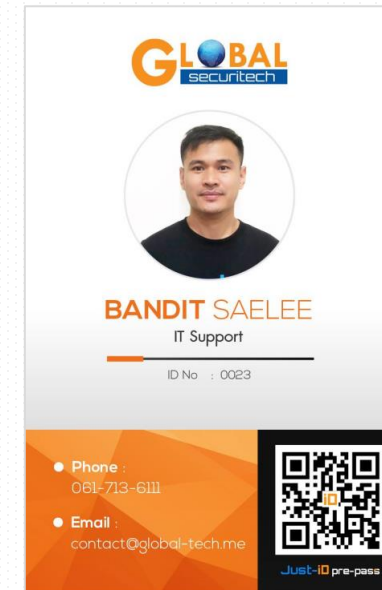 GLOBAL
securitech
BANDIT SAELEE
IT Support
ID No : 0023
Phone :
061-713-6111
Email :
contact@global-tech.me
iD
Just-iD pre-pass